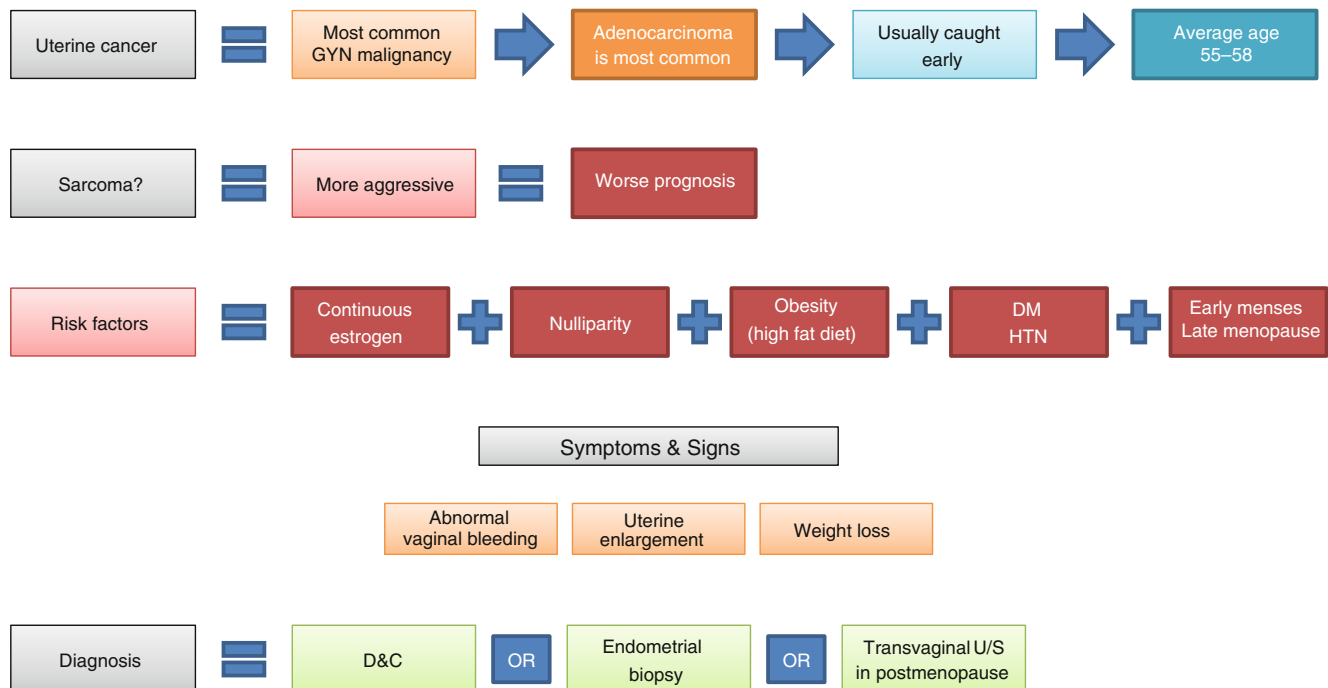 Uterine cancer
Most common
GYN malignancy
Adenocarcinoma
is most common
Usually caught
early
Average age
55–58
Sarcoma?
More aggressive
Worse prognosis
Risk factors
Continuous
estrogen
Nulliparity
Obesity
(high fat diet)
DM
HTN
Early menses
Late menopause
Symptoms & Signs
Abnormal
vaginal bleeding
Uterine
enlargement
Weight loss
Diagnosis
D&C
OR
Endometrial
biopsy
OR
Transvaginal U/S
in postmenopause